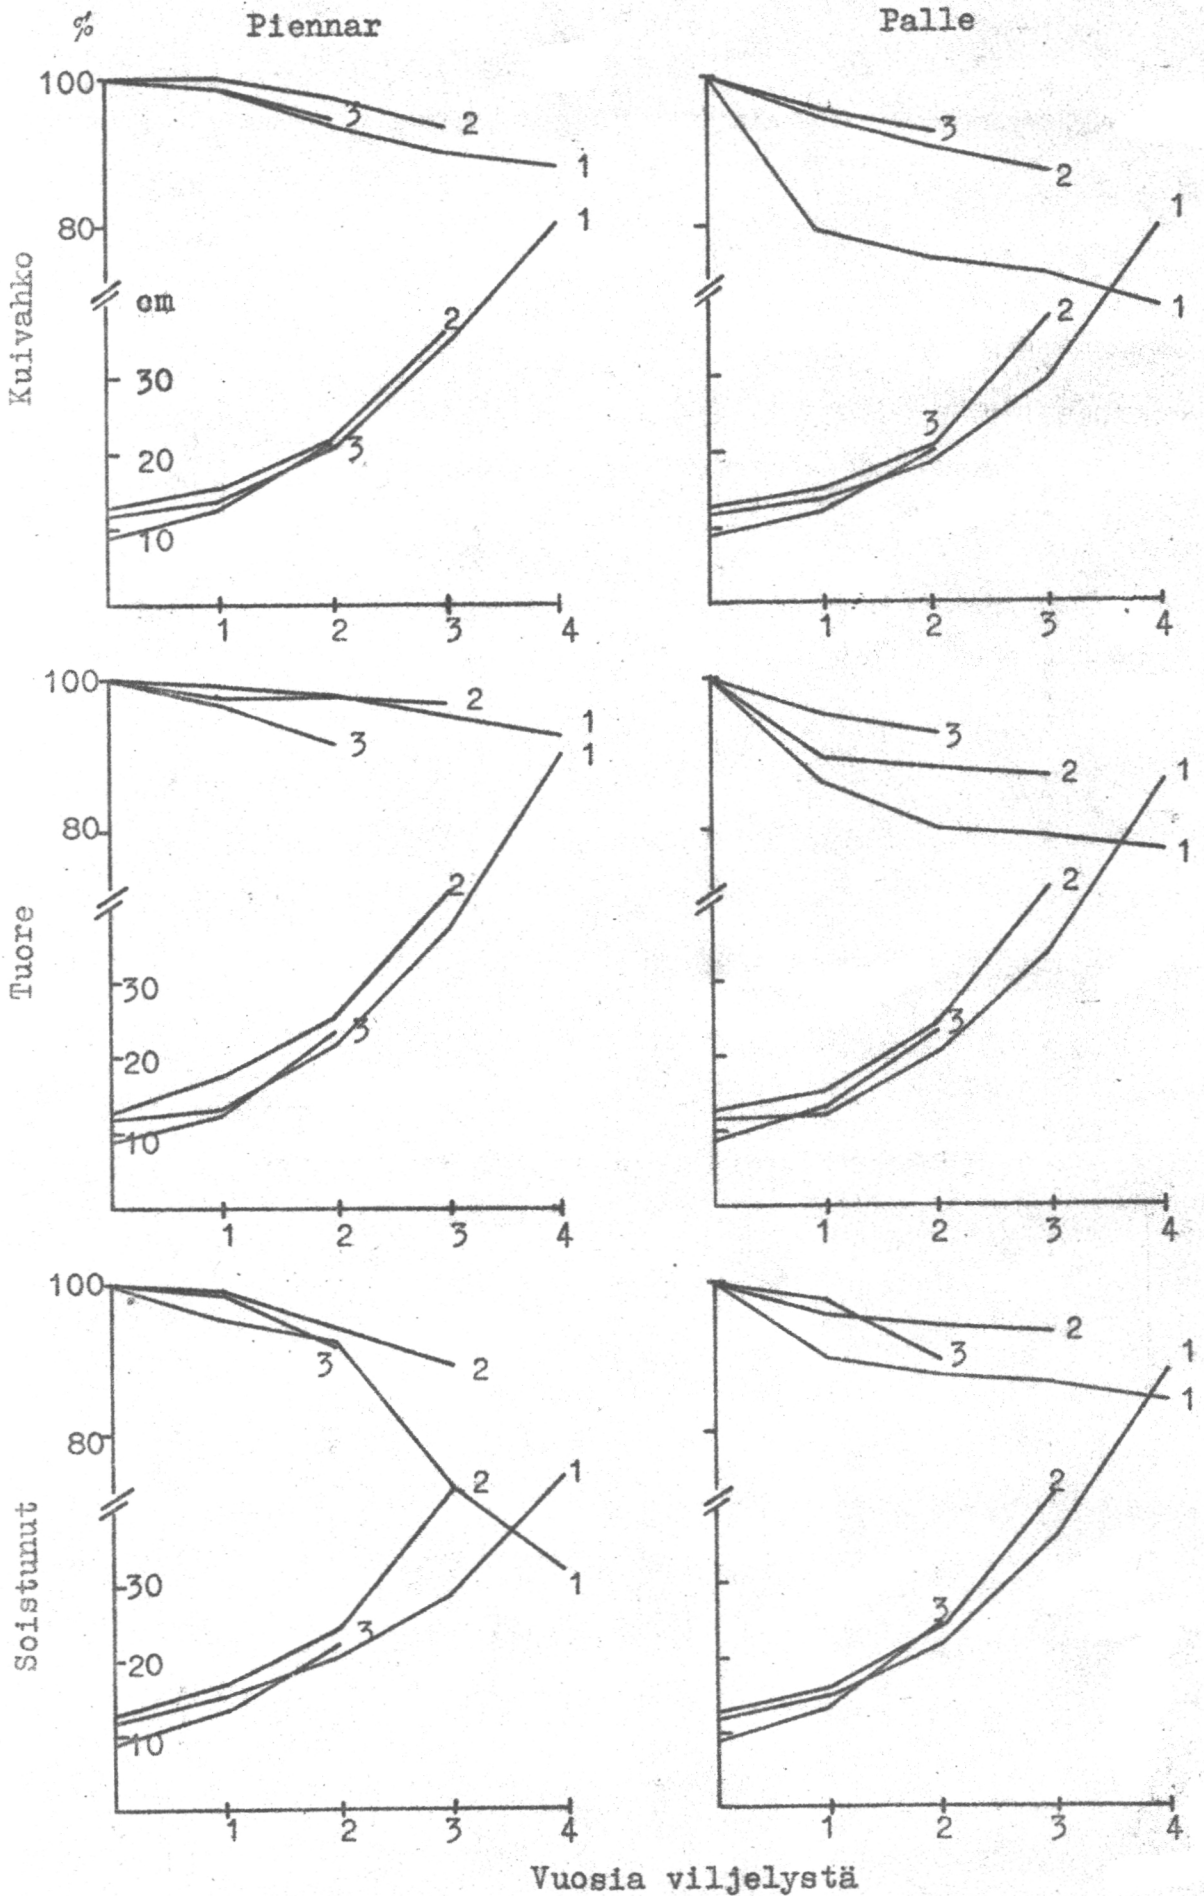 % Piennar Palle
100 3 2 1 3 2 1
80 1 1
Kuivahko
cm
2 2
30
20 3 3
10
1 2 3 4 1 2 3 4
100 2 1 3 1 3 2 1
80 1
Tuore
2 2
30
20 3 3
10
1 2 3 4 1 2 3 4
100 3 2 2 3 1
80 1 1
Soistunut
2 1 2
30 1
20 3 3
10
1 2 3 4 1 2 3 4
Vuosia viljelystä